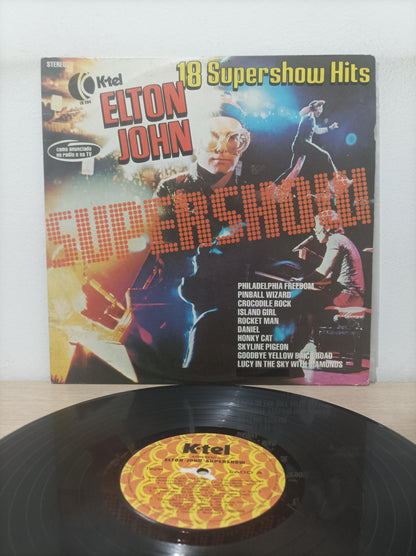 STEREO
K-tel
18 Supershow Hits
ELTON
JOHN
como anunciado
no radio e na TV
SUPERSHOW
PHILADELPHIA FREEDOM
PINBALL WIZARD
CROCODILE ROCK
ISLAND GIRL
ROCKET MAN
DANIEL
HONKY CAT
SKYLINE PIGEON
GOODBYE YELLOW BRICK ROAD
LUCY IN THE SKY WITH DIAMONDS
K-tel
ELTON JOHN SUPERSHOW